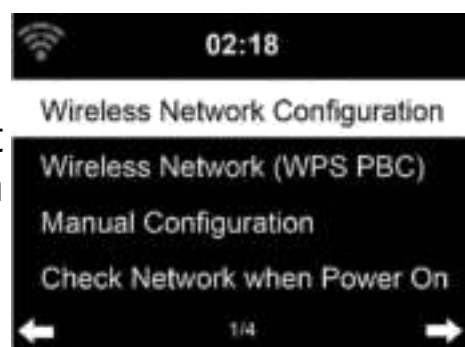 02:18
Wireless Network Configuration
Wireless Network (WPS PBC)
Manual Configuration
Check Network when Power On
1/4